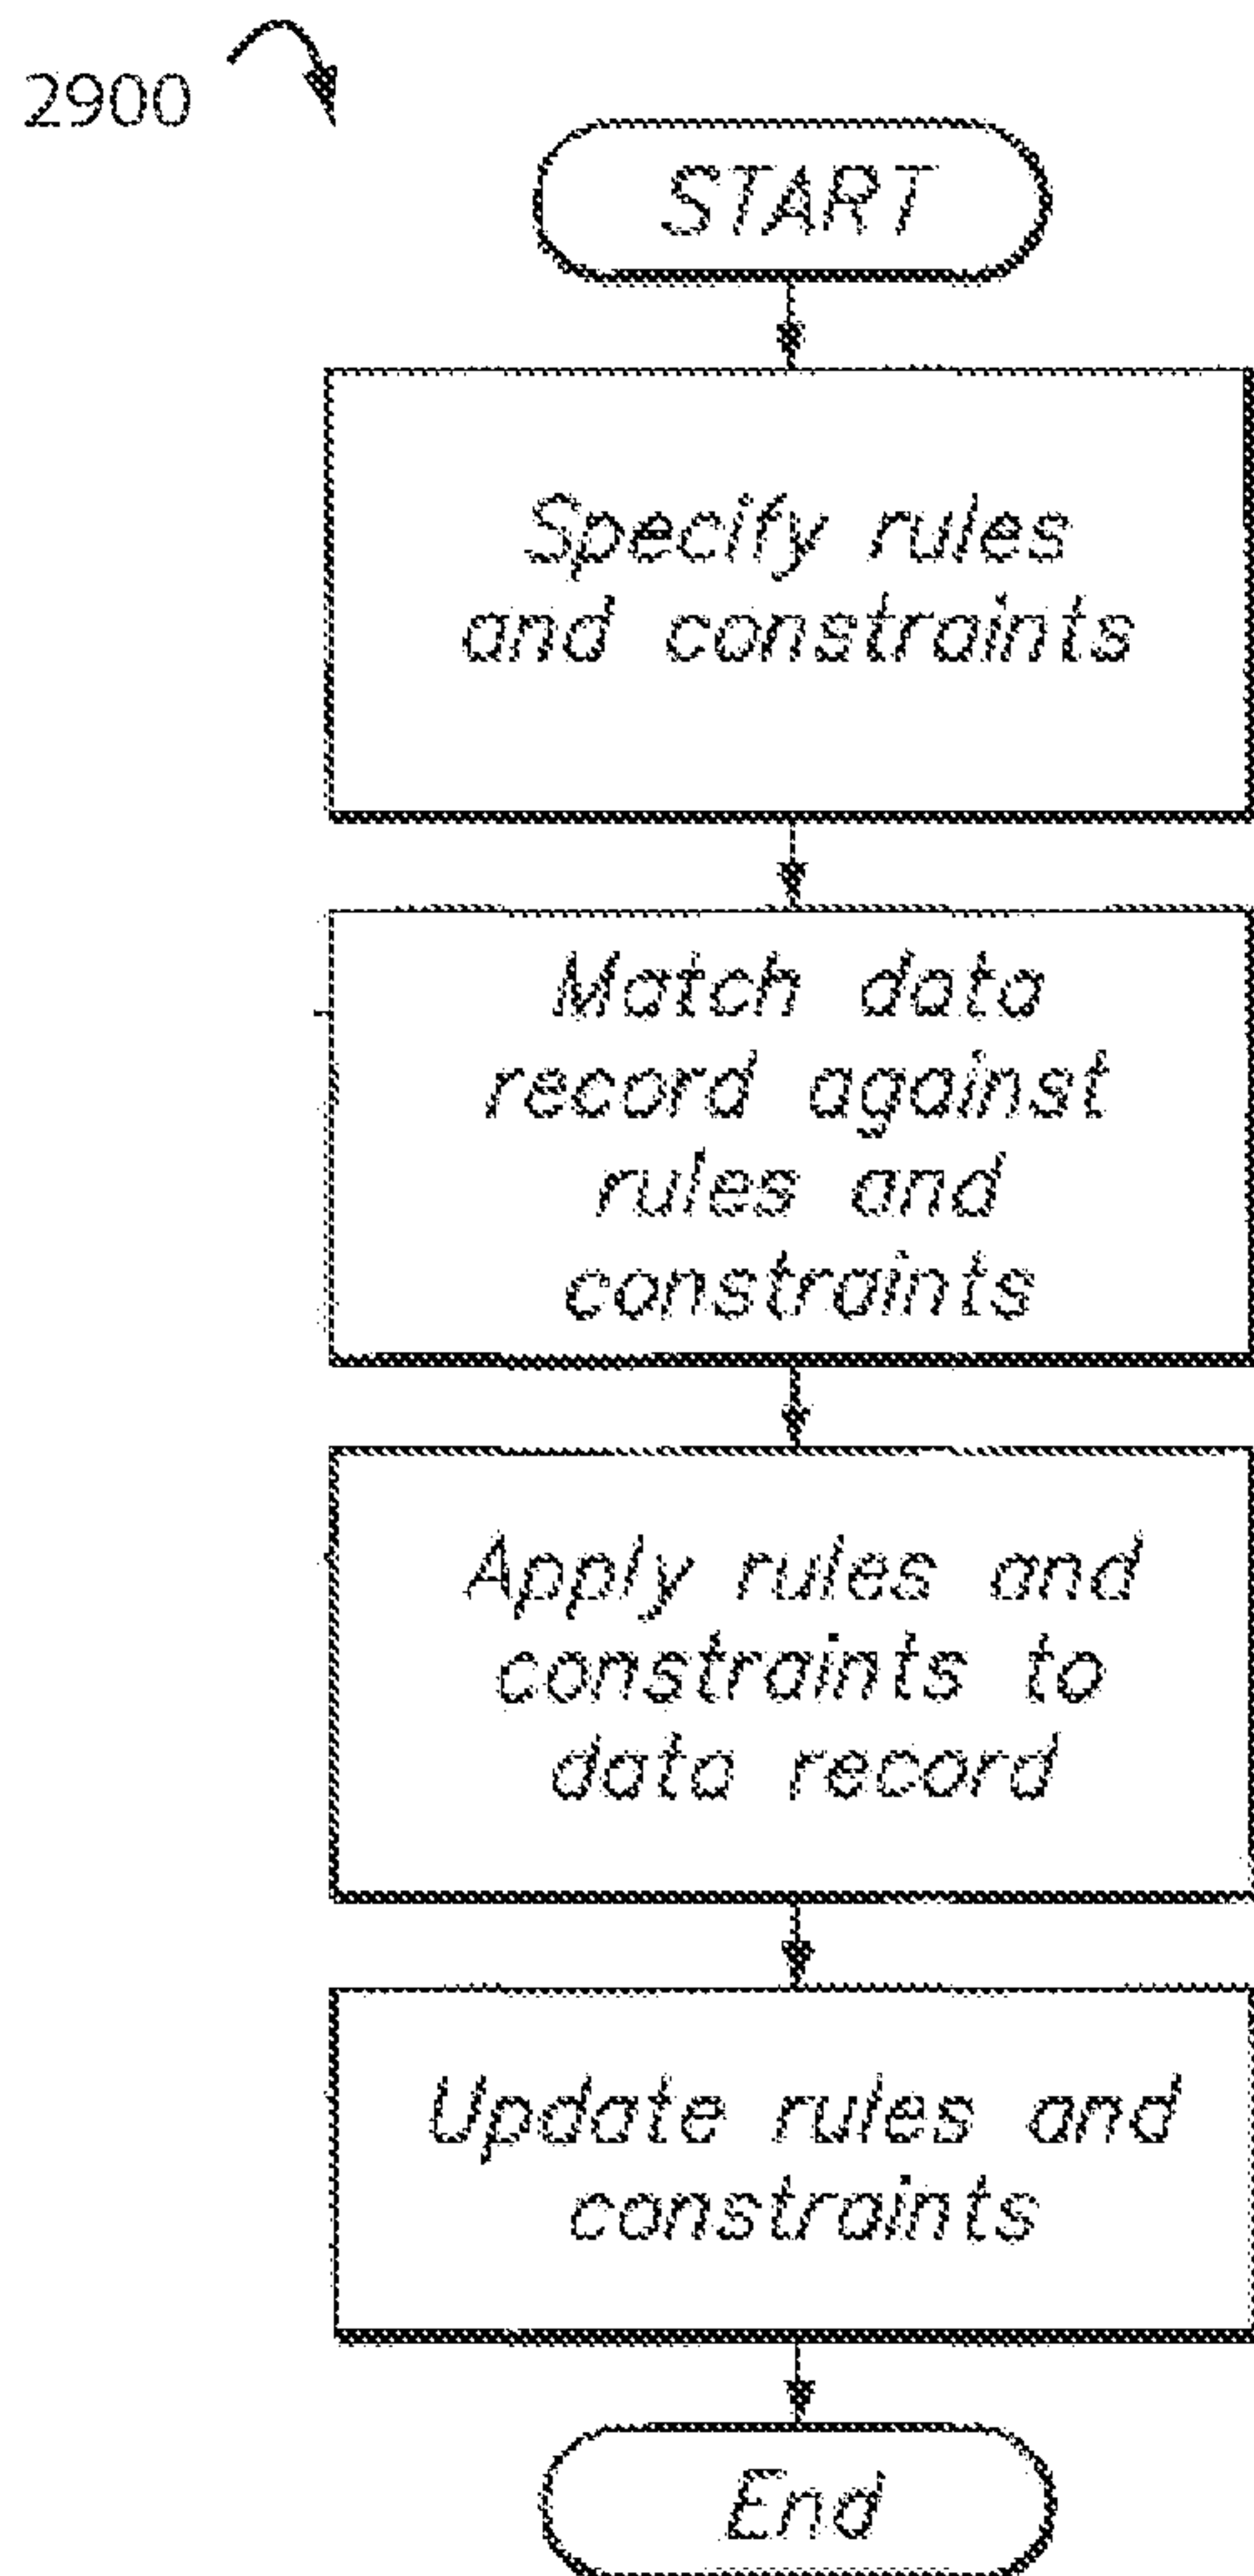 2900
START
Specify rules
and constraints
Match data
record against
rules and
constraints
Apply rules and
constraints to
data record
Update rules and
constraints
End